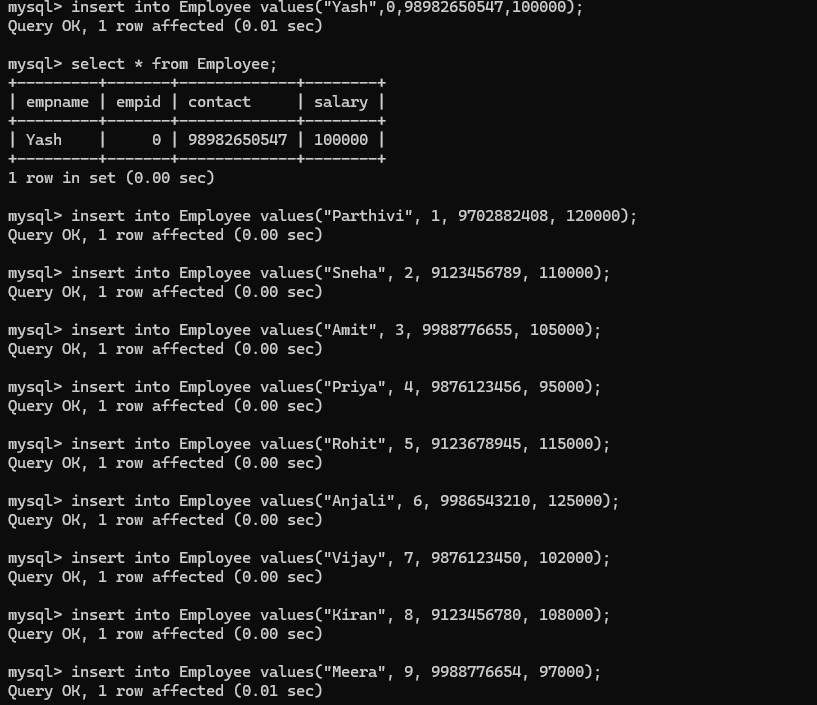 mysql> insert into Employee values("Yash",0,98982650547,100000);
Query OK, 1 row affected (0.01 sec)
mysql> select * from Employee;
+---------+-------+-------------+--------+
| empname | empid | contact     | salary |
+---------+-------+-------------+--------+
| Yash    |     0 | 98982650547 | 100000 |
+---------+-------+-------------+--------+
1 row in set (0.00 sec)
mysql> insert into Employee values("Parthivi", 1, 9702882408, 120000);
Query OK, 1 row affected (0.00 sec)
mysql> insert into Employee values("Sneha", 2, 9123456789, 110000);
Query OK, 1 row affected (0.00 sec)
mysql> insert into Employee values("Amit", 3, 9988776655, 105000);
Query OK, 1 row affected (0.00 sec)
mysql> insert into Employee values("Priya", 4, 9876123456, 95000);
Query OK, 1 row affected (0.00 sec)
mysql> insert into Employee values("Rohit", 5, 9123678945, 115000);
Query OK, 1 row affected (0.00 sec)
mysql> insert into Employee values("Anjali", 6, 9986543210, 125000);
Query OK, 1 row affected (0.00 sec)
mysql> insert into Employee values("Vijay", 7, 9876123450, 102000);
Query OK, 1 row affected (0.00 sec)
mysql> insert into Employee values("Kiran", 8, 9123456780, 108000);
Query OK, 1 row affected (0.00 sec)
mysql> insert into Employee values("Meera", 9, 9988776654, 97000);
Query OK, 1 row affected (0.01 sec)